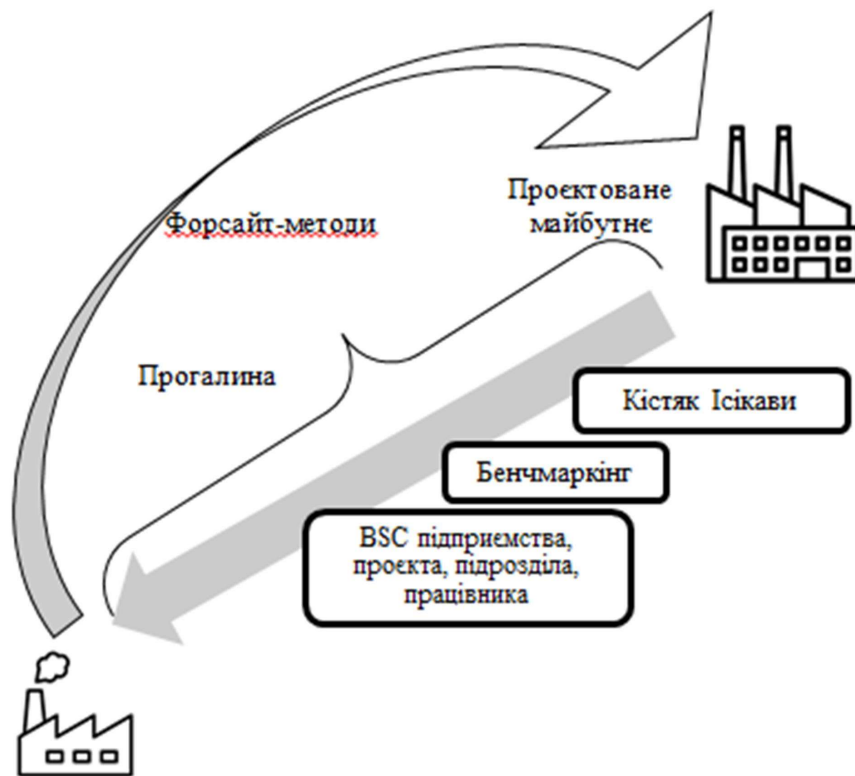 Проєктоване
майбутнє
Форсайт-методи
Прогалина
Кістяк Ісікави
Бенчмаркінг
BSC підприємства,
проєкта, підрозділа,
працівника